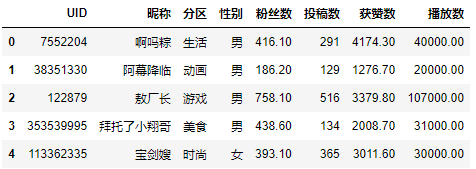 UID 昵称 分区 性别 粉丝数 投稿数 获赞数 播放数
0 7552204 啊吗粽 生活 男 416.10 291 4174.30 40000.00
1 38351330 阿幕降临 动画 男 186.20 129 1276.70 20000.00
2 122879 敖厂长 游戏 男 758.10 516 3379.80 107000.00
3 353539995 拜托了小翔哥 美食 男 438.60 134 2008.70 31000.00
4 113362335 宝剑嫂 时尚 女 393.10 365 3011.60 30000.00